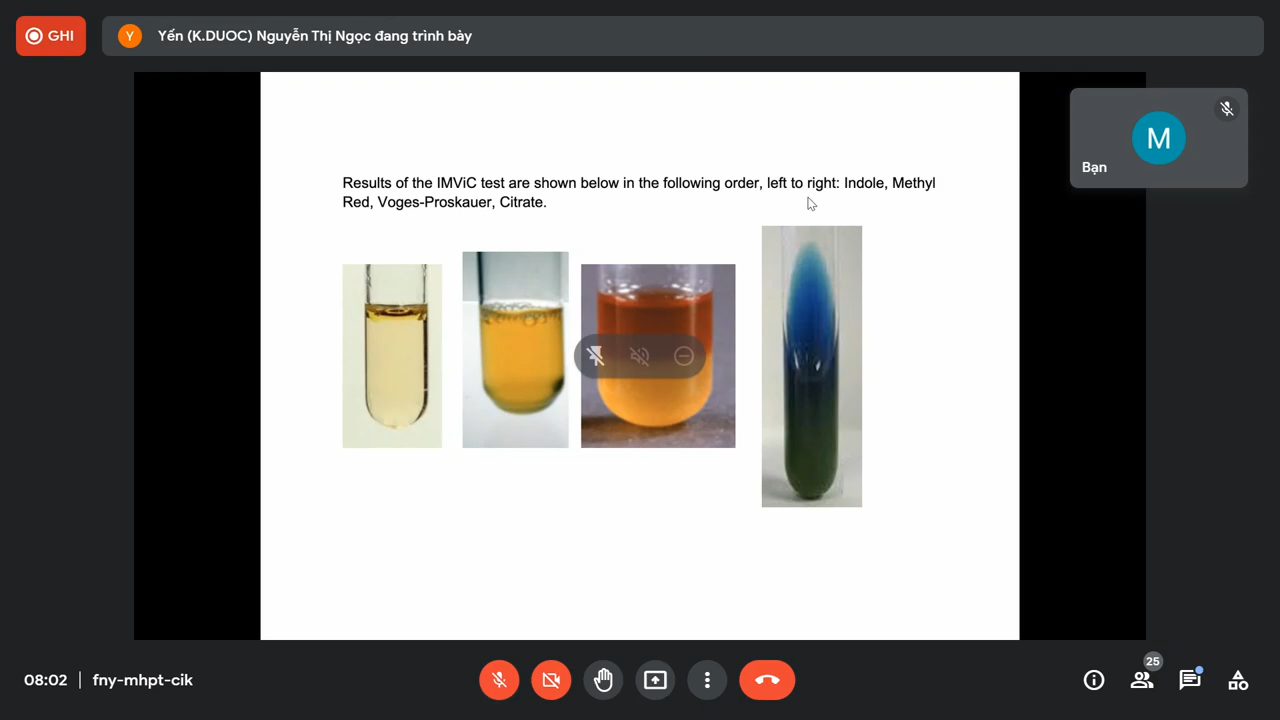 GHI
Y
Yến (K.DUOC) Nguyễn Thị Ngọc đang trình bày
M
Bạn
Results of the IMViC test are shown below in the following order, left to right: Indole, Methyl
Red, Voges-Proskauer, Citrate.
08:02 | fny-mhpt-cik
25